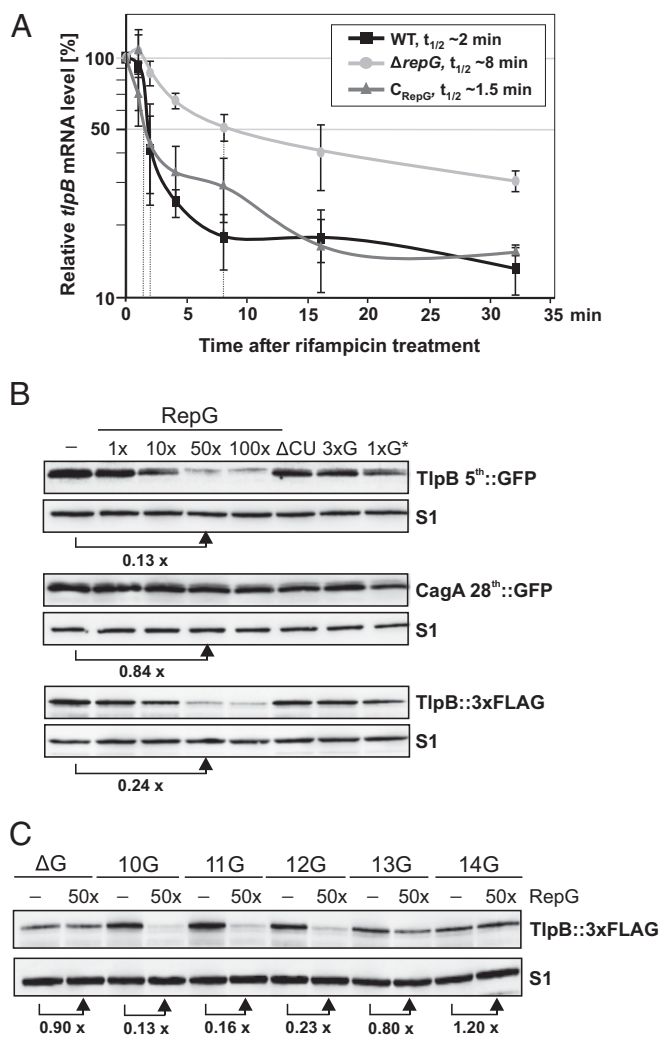 A
Relative tlpB mRNA level [%]
100
50
10
WT, t1/2 ~2 min
ΔrepG, t1/2 ~8 min
CRepG, t1/2 ~1.5 min
0 5 10 15 20 25 30 35 min
Time after rifampicin treatment
B
RepG
– 1x 10x 50x 100x ΔCU 3xG 1xG*
TlpB 5th::GFP
S1
0.13 x
CagA 28th::GFP
S1
0.84 x
TlpB::3xFLAG
S1
0.24 x
C
ΔG 10G 11G 12G 13G 14G
– 50x – 50x – 50x – 50x – 50x – 50x RepG
TlpB::3xFLAG
S1
0.90 x 0.13 x 0.16 x 0.23 x 0.80 x 1.20 x